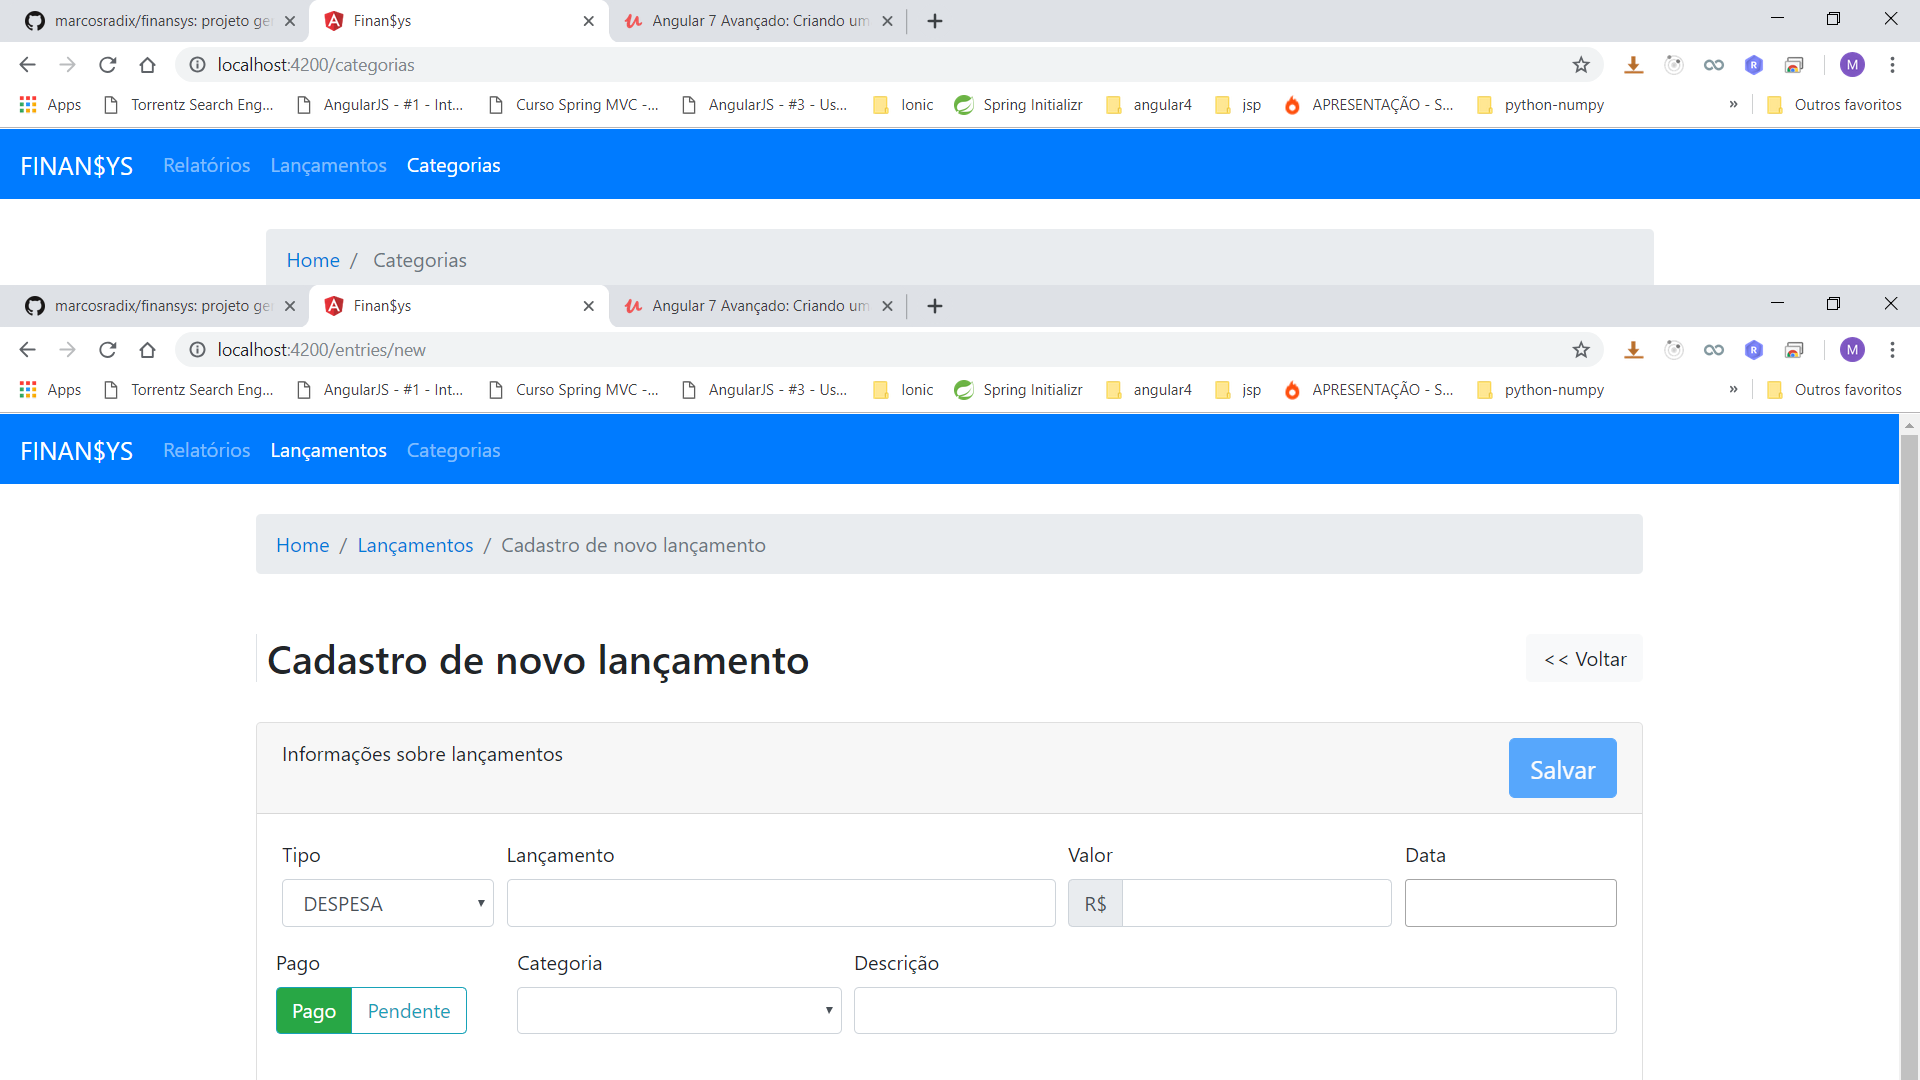 marcosradix/finansys: projeto ger
Finan$ys
Angular 7 Avançado: Criando um
localhost:4200/categorias
M
Apps
Torrentz Search Eng...
AngularJS - #1 - Int...
Curso Spring MVC -...
AngularJS - #3 - Us...
Ionic
Spring Initializr
angular4
jsp
APRESENTAÇÃO - S...
python-numpy
»
Outros favoritos
FINAN$YS
Relatórios
Lançamentos
Categorias
Home / Categorias
marcosradix/finansys: projeto ger
Finan$ys
Angular 7 Avançado: Criando um
localhost:4200/entries/new
M
Apps
Torrentz Search Eng...
AngularJS - #1 - Int...
Curso Spring MVC -...
AngularJS - #3 - Us...
Ionic
Spring Initializr
angular4
jsp
APRESENTAÇÃO - S...
python-numpy
»
Outros favoritos
FINAN$YS
Relatórios
Lançamentos
Categorias
Home / Lançamentos / Cadastro de novo lançamento
Cadastro de novo lançamento
<< Voltar
Informações sobre lançamentos
Salvar
Tipo
Lançamento
Valor
Data
DESPESA
R$
Pago
Categoria
Descrição
Pago
Pendente